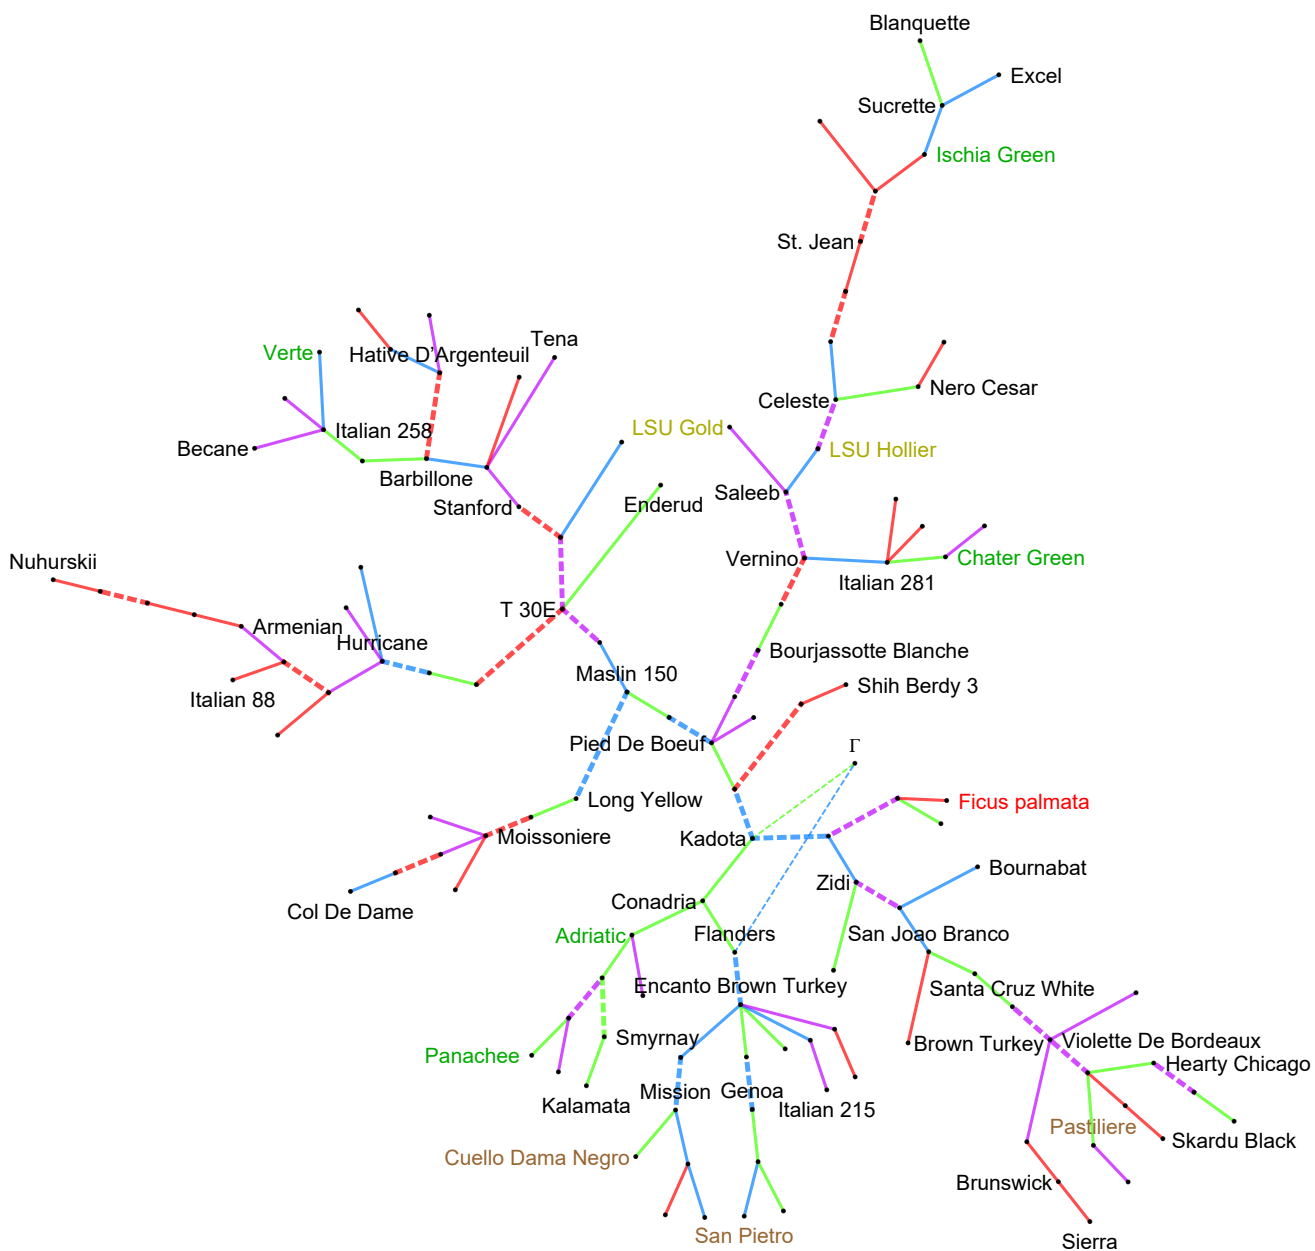 Blanquette
Excel
Sucrette
Ischia Green
St. Jean
Tena
Verte
Hative D'Argenteuil
Nero Cesar
Celeste
LSU Gold
Italian 258
Becane
LSU Hollier
Barbillone
Saleeb
Stanford
Enderud
Vernino
Chater Green
Nuhurskii
Italian 281
T 30E
Armenian
Hurricane
Bourjassotte Blanche
Maslin 150
Shih Berdy 3
Italian 88
Pied De Boeuf
Γ
Long Yellow
Ficus palmata
Moissoniere
Kadota
Bournabat
Zidi
Conadria
Col De Dame
Adriatic
Flanders
San Joao Branco
Encanto Brown Turkey
Santa Cruz White
Smyrnay
Brown Turkey
Violette De Bordeaux
Panachee
Hearty Chicago
Mission
Genoa
Kalamata
Italian 215
Pastiliere
Skardu Black
Cuello Dama Negro
Brunswick
San Pietro
Sierra